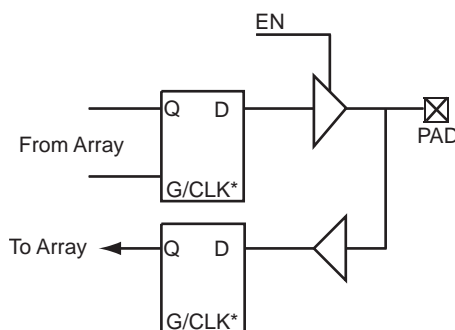 EN
Q D
From Array
PAD
G/CLK*
To Array
Q D
G/CLK*